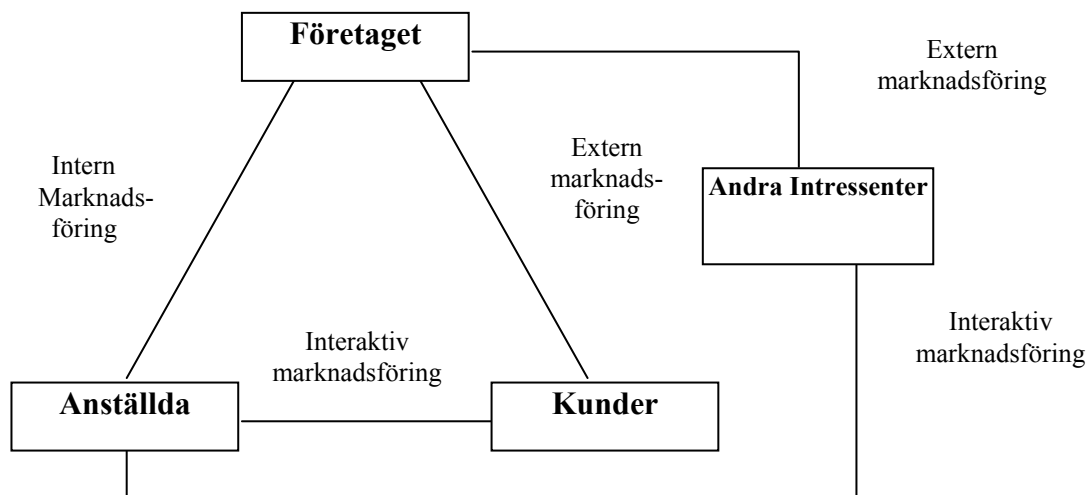 Företaget
Extern
marknadsföring
Intern
Marknads-
föring
Extern
marknads-
föring
Andra Intressenter
Interaktiv
marknadsföring
Interaktiv
marknadsföring
Anställda
Kunder